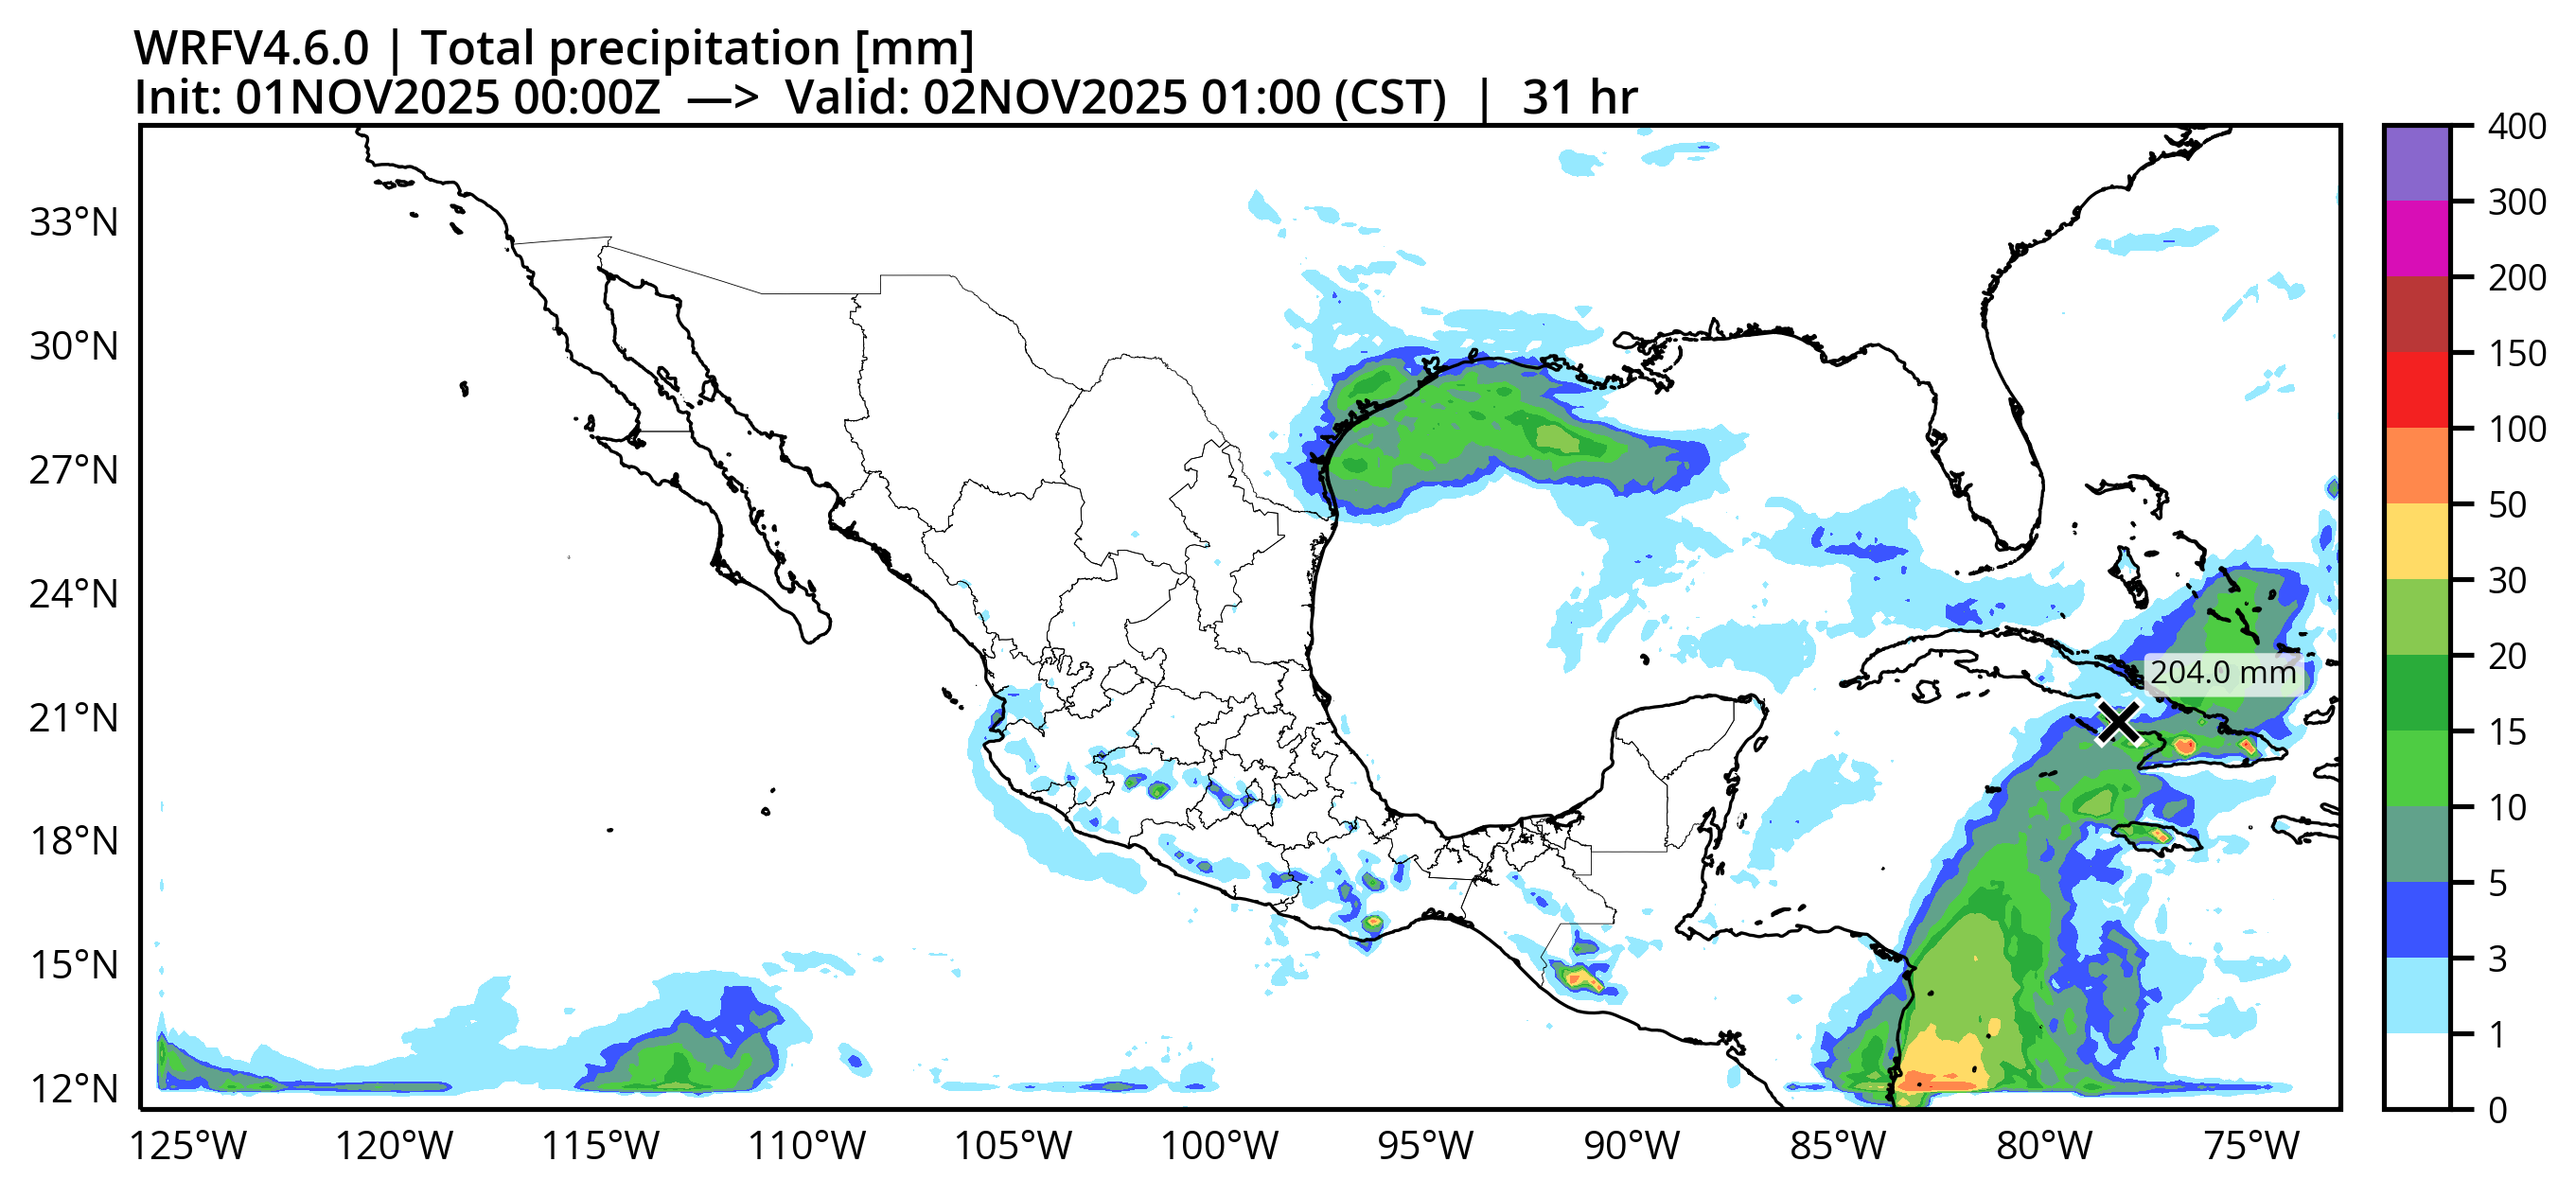 WRFV4.6.0 | Total precipitation [mm]
Init: 01NOV2025 00:00Z —> Valid: 02NOV2025 01:00 (CST) | 31 hr
33°N
30°N
27°N
24°N
21°N
18°N
15°N
12°N
125°W
120°W
115°W
110°W
105°W
100°W
95°W
90°W
85°W
80°W
75°W
204.0 mm
400
300
200
150
100
50
30
20
15
10
5
3
1
0